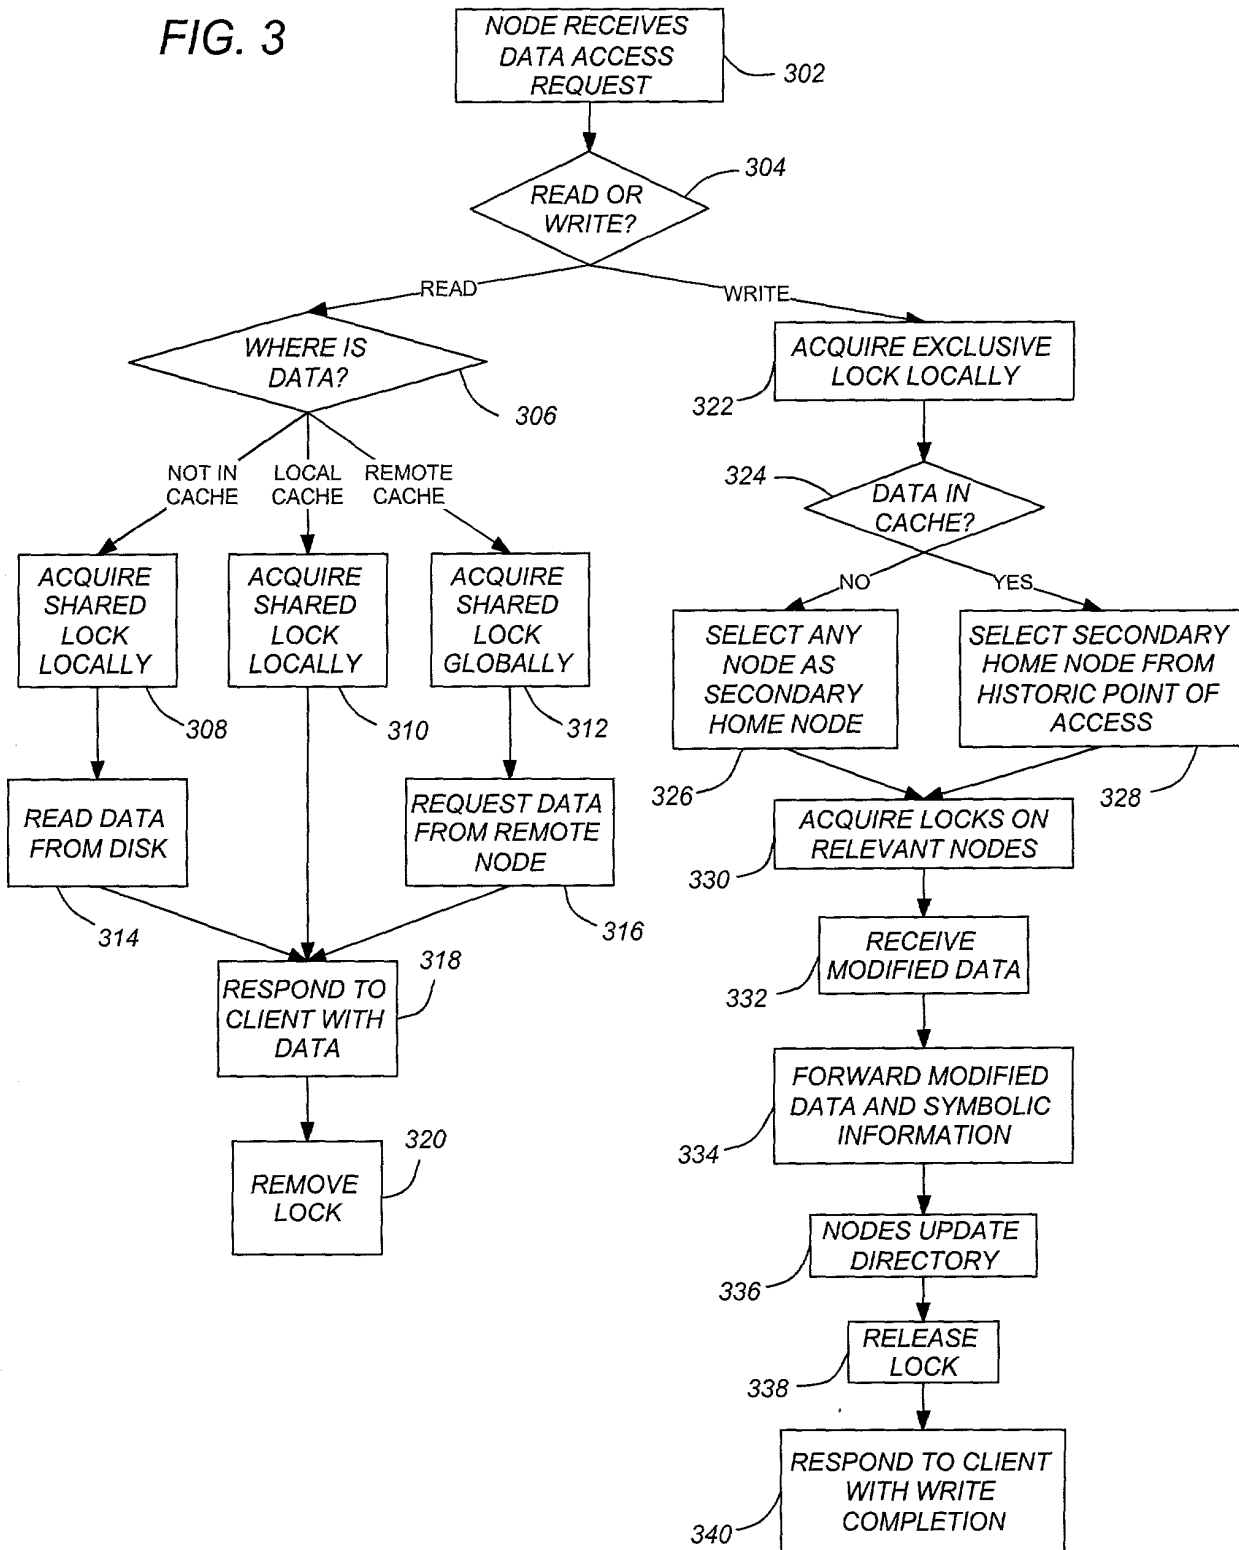 FIG. 3
NODE RECEIVES
DATA ACCESS
REQUEST
302
READ OR
WRITE?
304
READ
WRITE
WHERE IS
DATA?
306
ACQUIRE EXCLUSIVE
LOCK LOCALLY
322
NOT IN
CACHE
LOCAL
CACHE
REMOTE
CACHE
324
DATA IN
CACHE?
NO
YES
ACQUIRE
SHARED
LOCK
LOCALLY
308
ACQUIRE
SHARED
LOCK
LOCALLY
310
ACQUIRE
SHARED
LOCK
GLOBALLY
312
SELECT ANY
NODE AS
SECONDARY
HOME NODE
326
SELECT SECONDARY
HOME NODE FROM
HISTORIC POINT OF
ACCESS
328
READ DATA
FROM DISK
314
REQUEST DATA
FROM REMOTE
NODE
316
ACQUIRE LOCKS ON
RELEVANT NODES
330
RECEIVE
MODIFIED DATA
332
RESPOND TO
CLIENT WITH
DATA
318
FORWARD MODIFIED
DATA AND SYMBOLIC
INFORMATION
334
REMOVE
LOCK
320
NODES UPDATE
DIRECTORY
336
RELEASE
LOCK
338
RESPOND TO CLIENT
WITH WRITE
COMPLETION
340